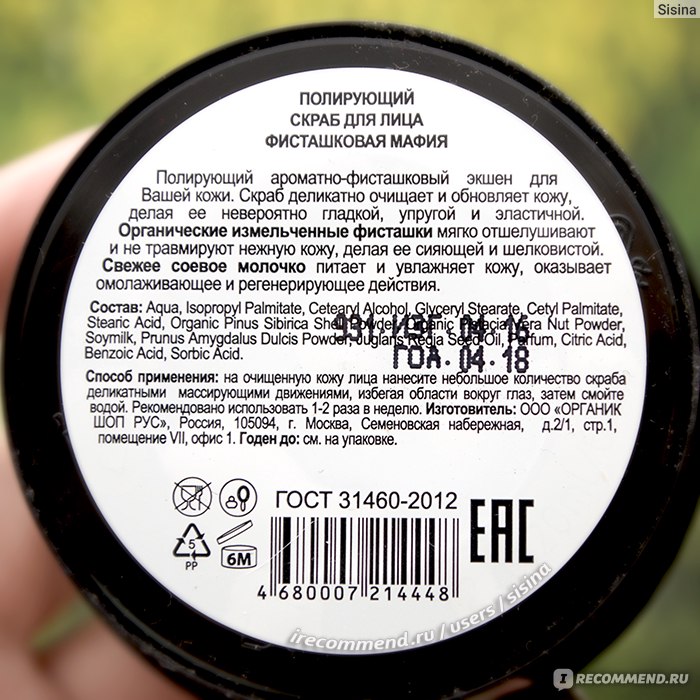 Sisina
ПОЛИРУЮЩИЙ
СКРАБ ДЛЯ ЛИЦА
ФИСТАШКОВАЯ МАФИЯ
Полирующий ароматно-фисташковый экшен для
Вашей кожи. Скраб деликатно очищает и обновляет кожу,
делая ее невероятно гладкой, упругой и эластичной.
Органические измельченные фисташки мягко отшелушивают
и не травмируют нежную кожу, делая ее сияющей и шелковистой.
Свежее соевое молочко питает и увлажняет кожу, оказывает
омолаживающее и регенерирующее действия.
Состав: Aqua, Isopropyl Palmitate, Cetearyl Alcohol, Glyceryl Stearate, Cetyl Palmitate,
Stearic Acid, Organic Pinus Sibirica Shell Powder, Organic Pistacia Vera Nut Powder,
Soymilk, Prunus Amygdalus Dulcis Powder, Juglans Regia Seed Oil, Parfum, Citric Acid,
Benzoic Acid, Sorbic Acid.
ИЗГ.04.16
ГОД.04.18
Способ применения: на очищенную кожу лица нанесите небольшое количество скраба
деликатными массирующими движениями, избегая области вокруг глаз, затем смойте
водой. Рекомендовано использовать 1-2 раза в неделю. Изготовитель: ООО «ОРГАНИК
ШОП РУС», Россия, 105094, г. Москва, Семеновская набережная, д.2/1, стр.1,
помещение VII, офис 1. Годен до: см. на упаковке.
ГОСТ 31460-2012
EAC
5
PP
6M
4 680007 214448
irecommend.ru / users / sisina
IRECOMMEND.RU